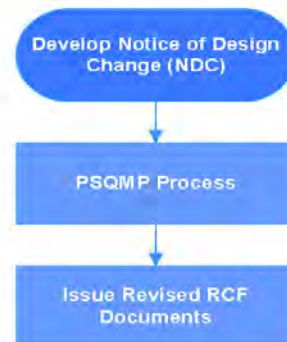 Develop Notice of Design
Change (NDC)
PSQMP Process
Issue Revised RCF
Documents